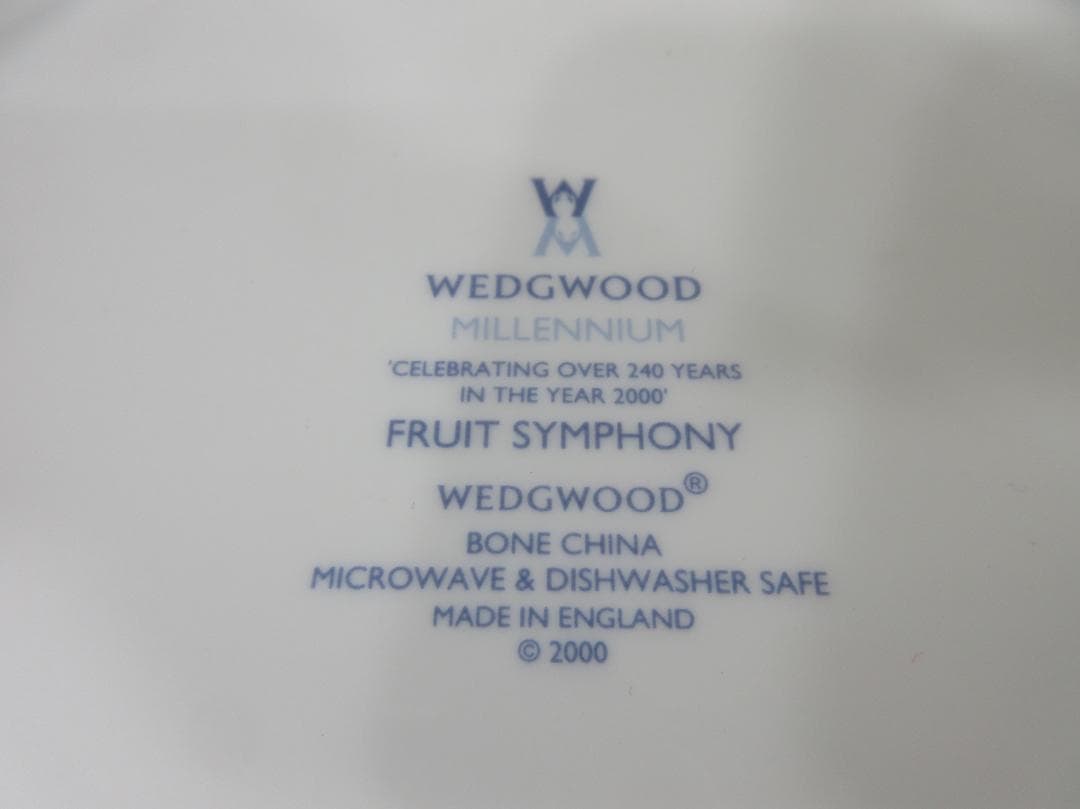 W
M
WEDGWOOD
MILLENNIUM
'CELEBRATING OVER 240 YEARS
IN THE YEAR 2000'
FRUIT SYMPHONY
WEDGWOOD®
BONE CHINA
MICROWAVE & DISHWASHER SAFE
MADE IN ENGLAND
© 2000